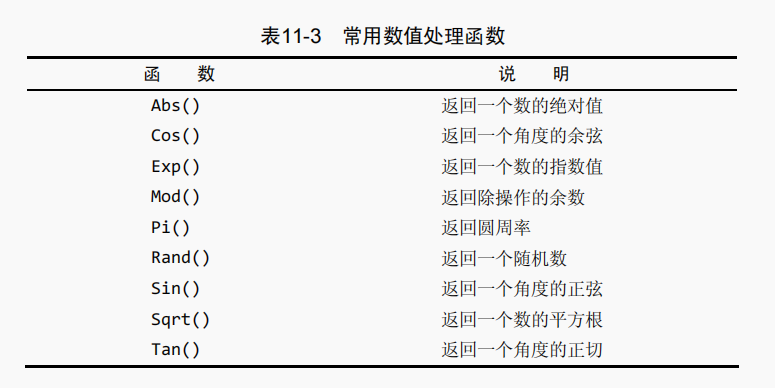 表11-3 常用数值处理函数
函 数 说 明
Abs() 返回一个数的绝对值
Cos() 返回一个角度的余弦
Exp() 返回一个数的指数值
Mod() 返回除操作的余数
Pi() 返回圆周率
Rand() 返回一个随机数
Sin() 返回一个角度的正弦
Sqrt() 返回一个数的平方根
Tan() 返回一个角度的正切